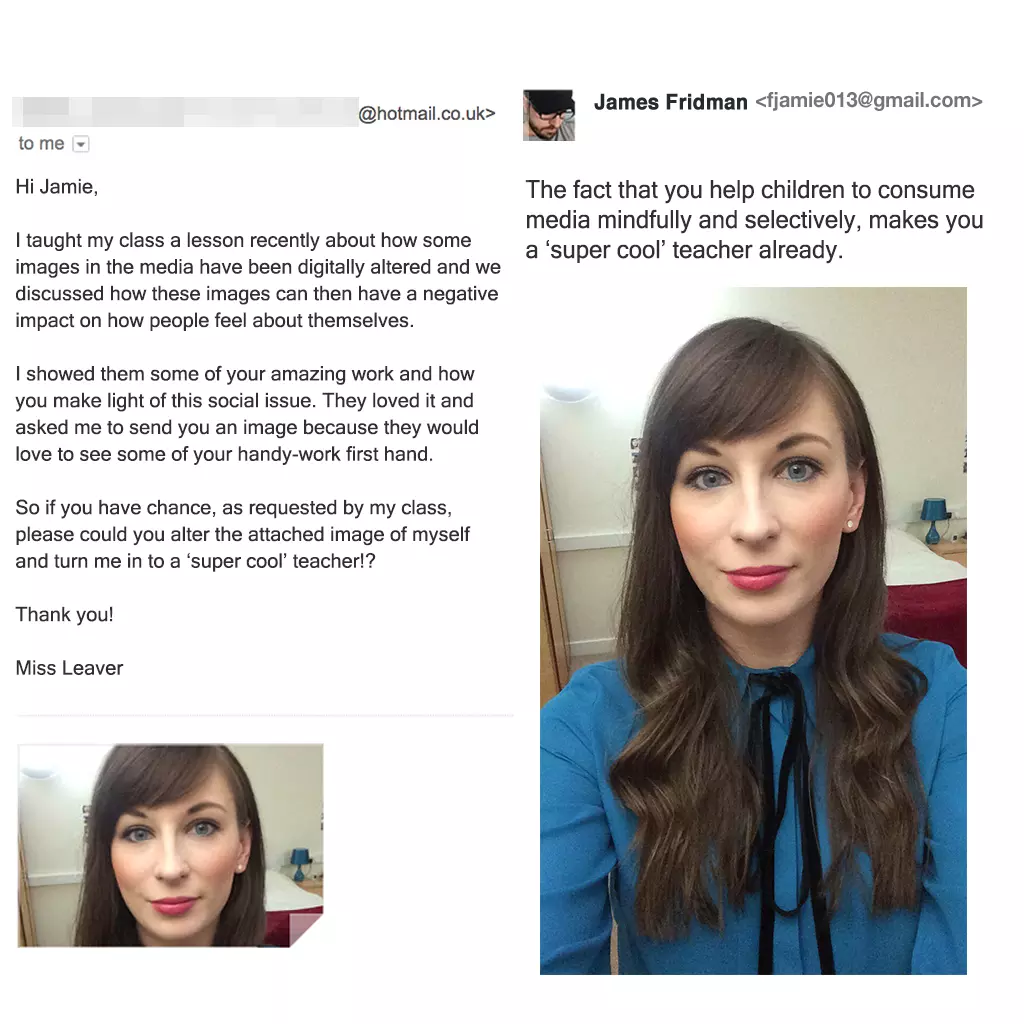 @hotmail.co.uk>
to me
Hi Jamie,
I taught my class a lesson recently about how some
images in the media have been digitally altered and we
discussed how these images can then have a negative
impact on how people feel about themselves.
I showed them some of your amazing work and how
you make light of this social issue. They loved it and
asked me to send you an image because they would
love to see some of your handy-work first hand.
So if you have chance, as requested by my class,
please could you alter the attached image of myself
and turn me in to a ‘super cool’ teacher!?
Thank you!
Miss Leaver
James Fridman <fjamie013@gmail.com>
The fact that you help children to consume
media mindfully and selectively, makes you
a ‘super cool’ teacher already.